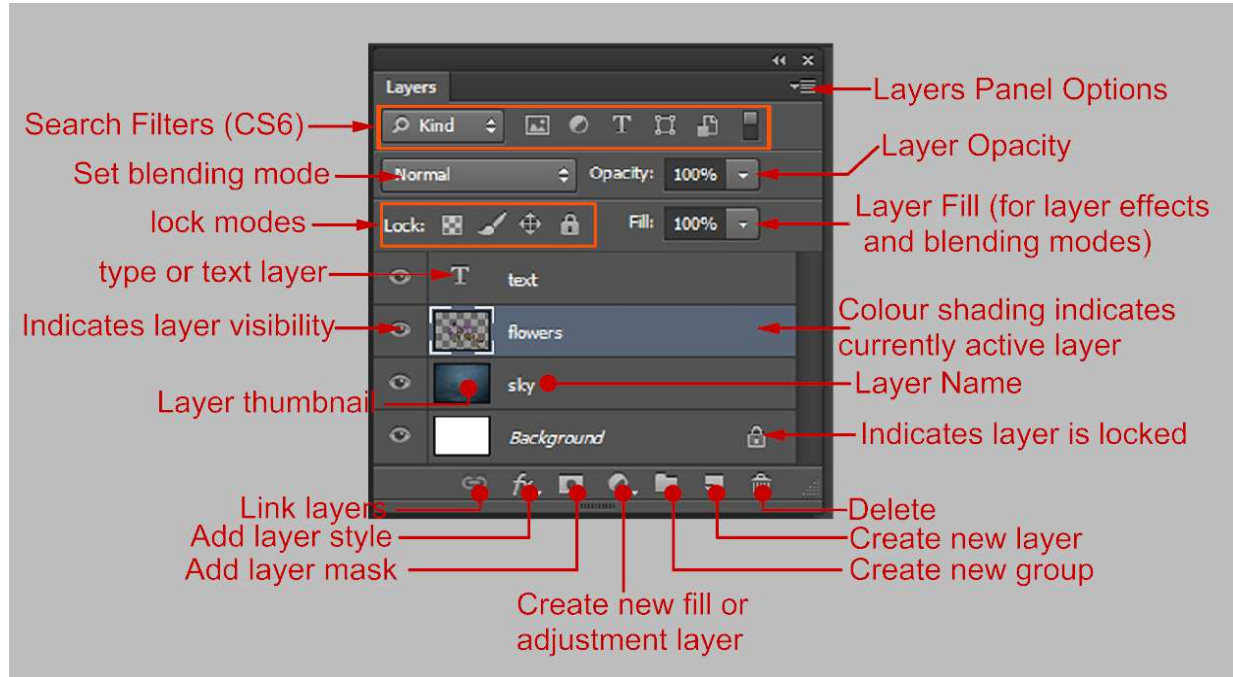 Layers
Layers Panel Options
Search Filters (CS6)
Kind
T
Layer Opacity
Set blending mode
Normal
Opacity:
100%
lock modes
Lock:
Fill:
100%
Layer Fill (for layer effects
and blending modes)
type or text layer
T
text
Indicates layer visibility
flowers
Colour shading indicates
currently active layer
Layer thumbnail
sky
Layer Name
Background
Indicates layer is locked
fx
Link layers
Delete
Add layer style
Create new layer
Add layer mask
Create new group
Create new fill or
adjustment layer